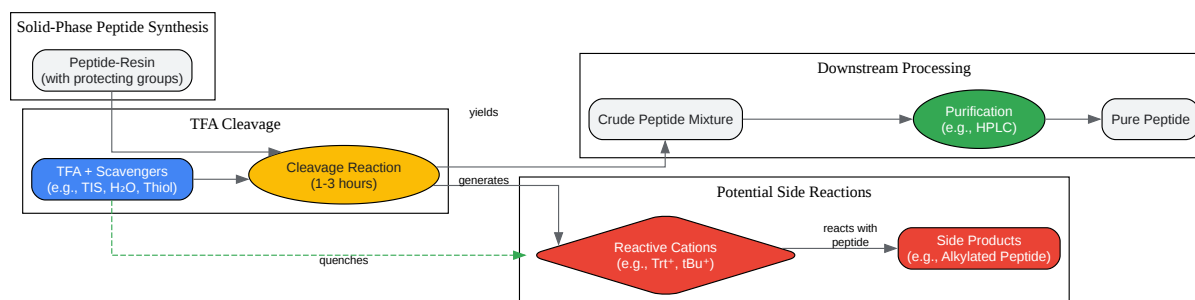 Solid-Phase Peptide Synthesis
Peptide-Resin
(with protecting groups)
TFA Cleavage
TFA + Scavengers
(e.g., TIS, H₂O, Thiol)
Cleavage Reaction
(1-3 hours)
yields
generates
quenches
Downstream Processing
Crude Peptide Mixture
Purification
(e.g., HPLC)
Pure Peptide
Potential Side Reactions
Reactive Cations
(e.g., Trt⁺, tBu⁺)
reacts with
peptide
Side Products
(e.g., Alkylated Peptide)